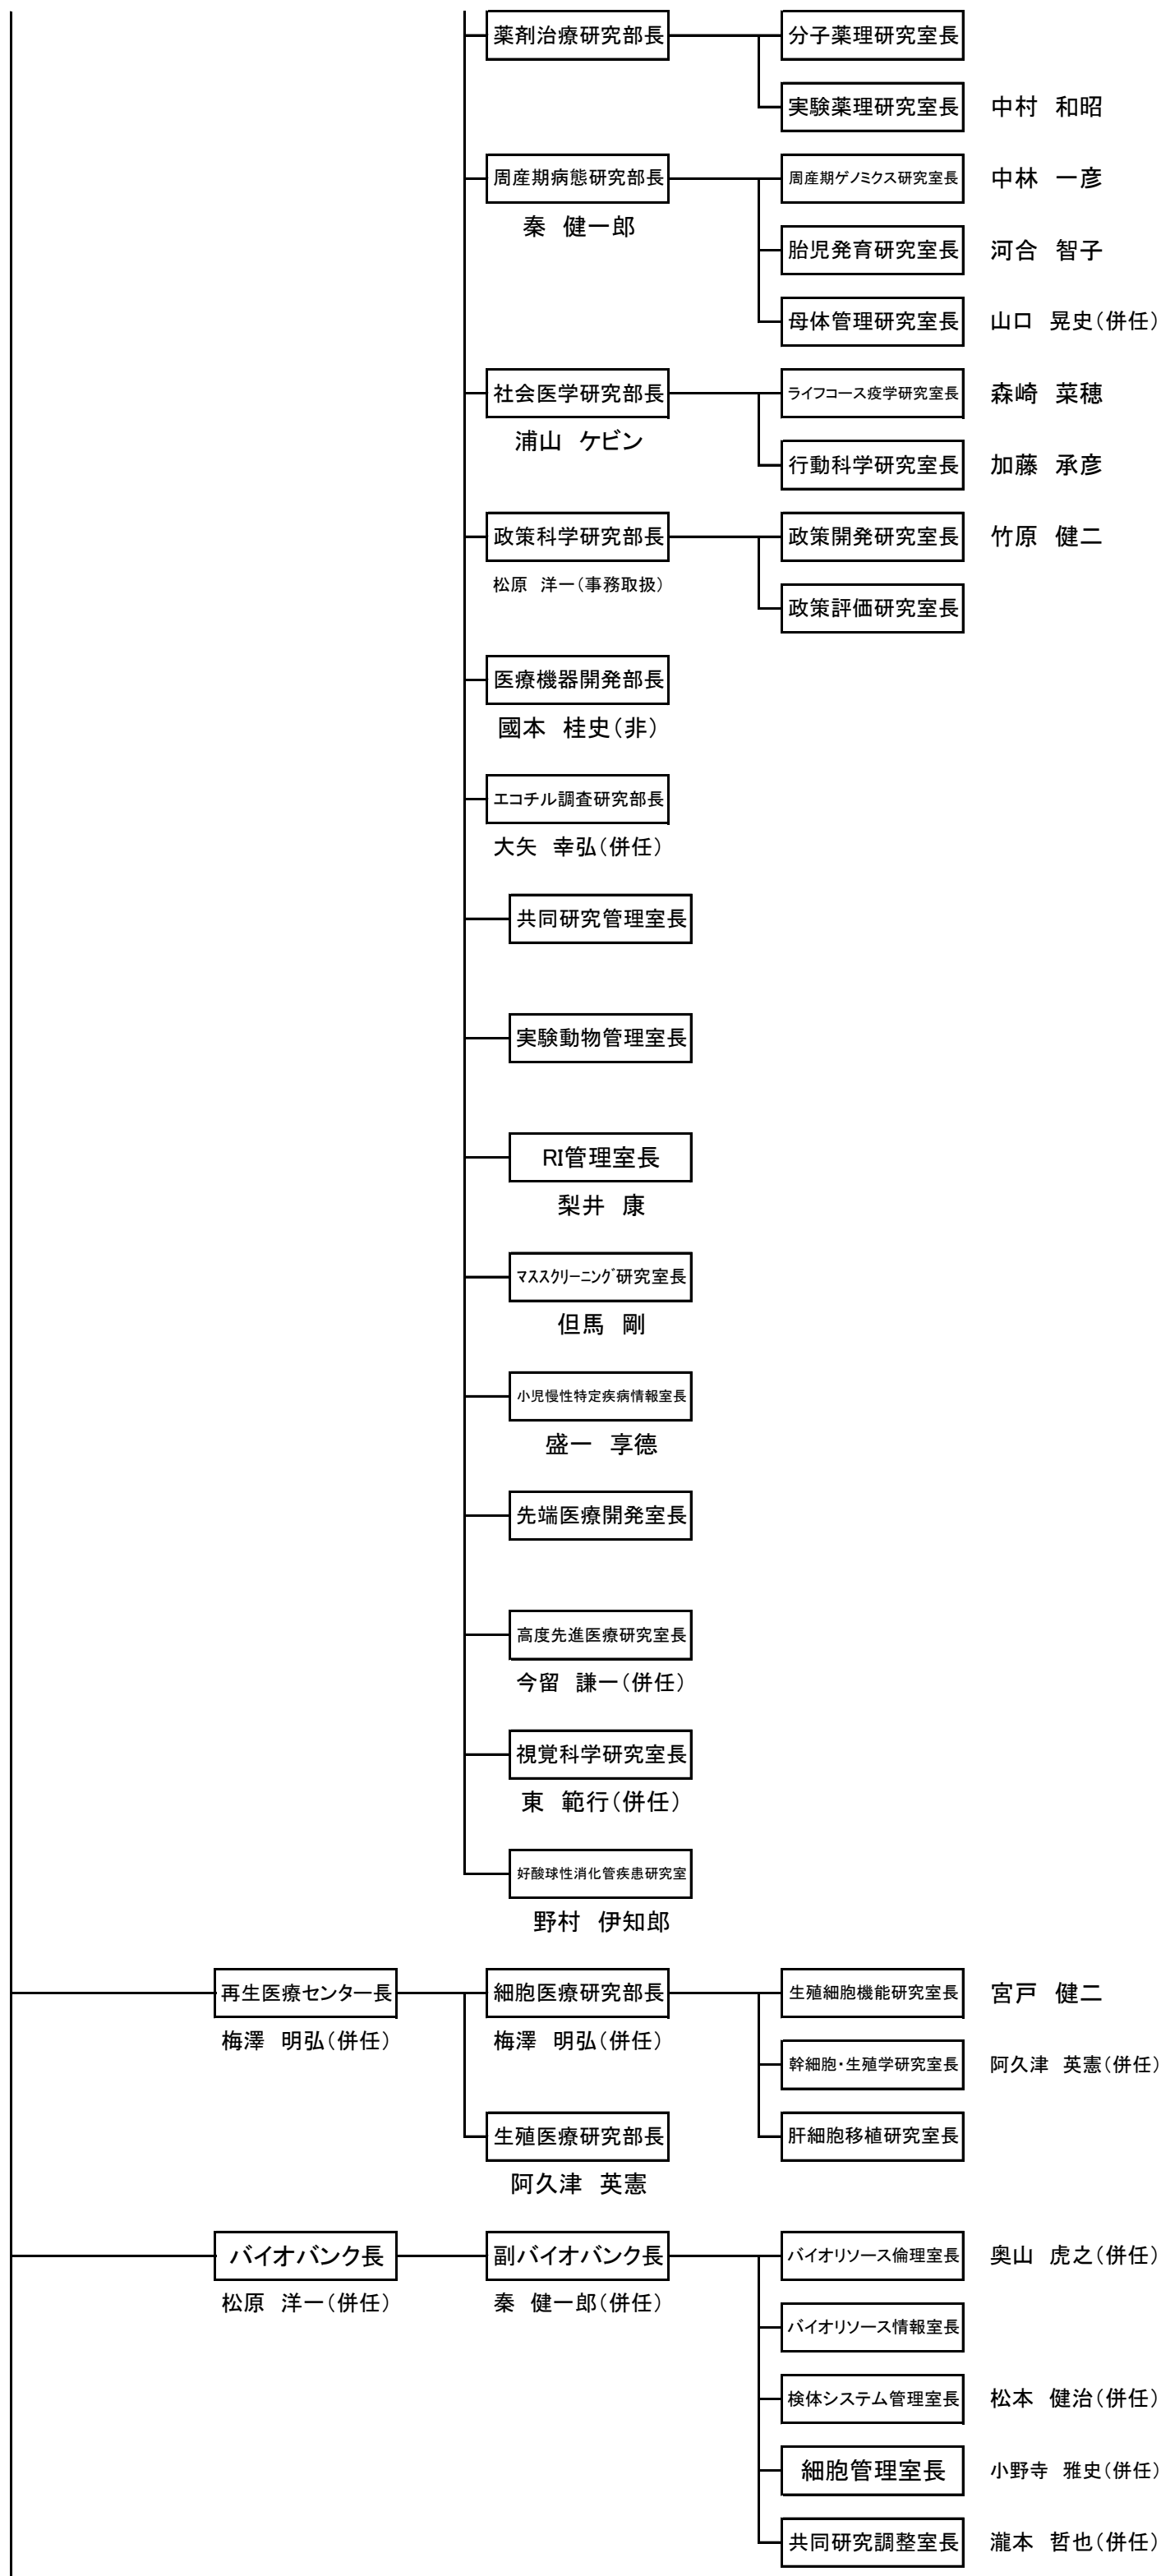 薬剤治療研究部長
分子薬理研究室長
実験薬理研究室長 中村 和昭
周産期病態研究部長
周産期ゲノミクス研究室長 中林 一彦
秦 健一郎
胎児発育研究室長 河合 智子
母体管理研究室長 山口 晃史(併任)
社会医学研究部長
ライフコース疫学研究室長 森崎 菜穂
浦山 ケビン
行動科学研究室長 加藤 承彦
政策科学研究部長
政策開発研究室長 竹原 健二
松原 洋一(事務取扱)
政策評価研究室長
医療機器開発部長
國本 桂史(非)
エコチル調査研究部長
大矢 幸弘(併任)
共同研究管理室長
実験動物管理室長
RI管理室長
梨井 康
ﾏｽｽｸﾘｰﾆﾝｸﾞ研究室長
但馬 剛
小児慢性特定疾病情報室長
盛一 享德
先端医療開発室長
高度先進医療研究室長
今留 謙一(併任)
視覚科学研究室長
東 範行(併任)
好酸球性消化管疾患研究室
野村 伊知郎
再生医療センター長
細胞医療研究部長
生殖細胞機能研究室長 宮戸 健二
梅澤 明弘(併任)
梅澤 明弘(併任)
幹細胞・生殖学研究室長 阿久津 英憲(併任)
生殖医療研究部長
肝細胞移植研究室長
阿久津 英憲
バイオバンク長
副バイオバンク長
バイオリソース倫理室長 奥山 虎之(併任)
松原 洋一(併任)
秦 健一郎(併任)
バイオリソース情報室長
検体システム管理室長 松本 健治(併任)
細胞管理室長 小野寺 雅史(併任)
共同研究調整室長 瀧本 哲也(併任)